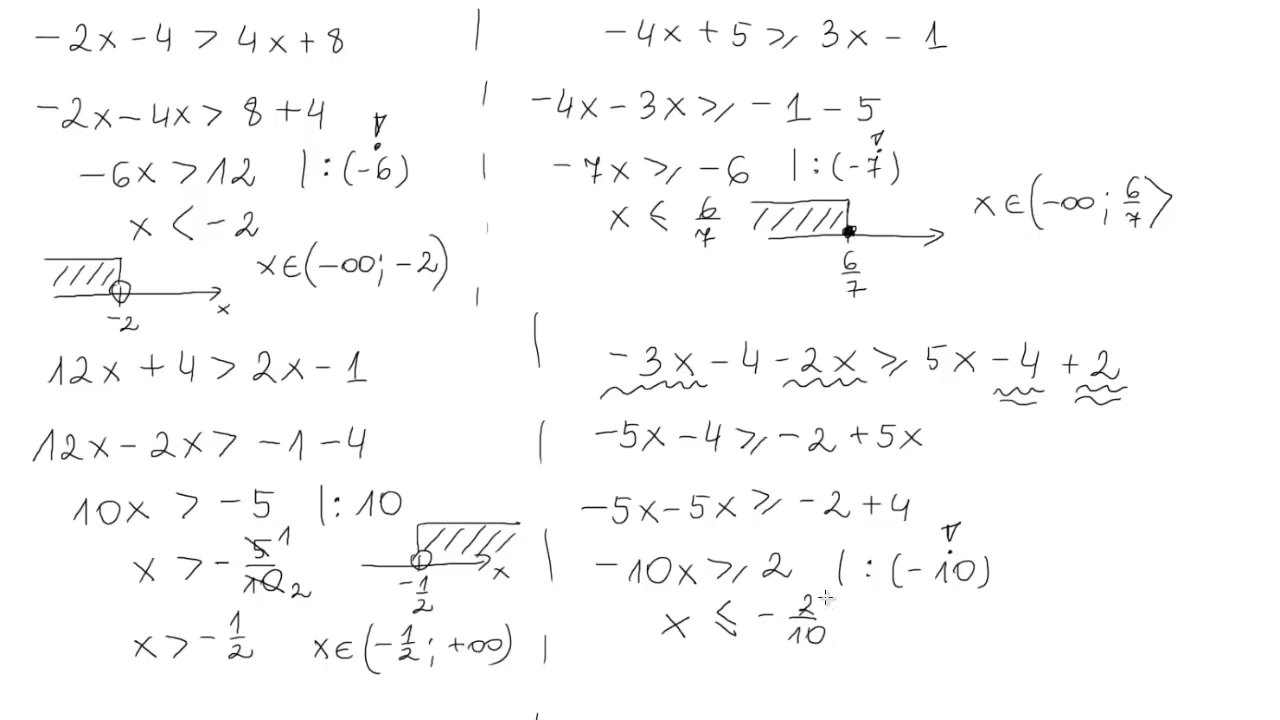 -2x - 4 > 4x + 8
-2x - 4x > 8 + 4
-6x > 12 |:(-6)
x < -2
x∈(-∞; -2)
-2
x
-4x + 5 ⩾ 3x - 1
-4x - 3x ⩾ -1 - 5
-7x ⩾ -6 |:(-7)
x ⩽ 6/7
x∈(-∞; 6/7⟩
6/7
12x + 4 > 2x - 1
12x - 2x > -1 - 4
10x > -5 |:10
x > - 5/10 1 2
-1/2
x
x > -1/2 x∈(-1/2; +∞)
-3x - 4 - 2x ⩾ 5x - 4 + 2
-5x - 4 ⩾ -2 + 5x
-5x - 5x ⩾ -2 + 4
-10x ⩾ 2 |:(-10)
x ⩽ - 2/10